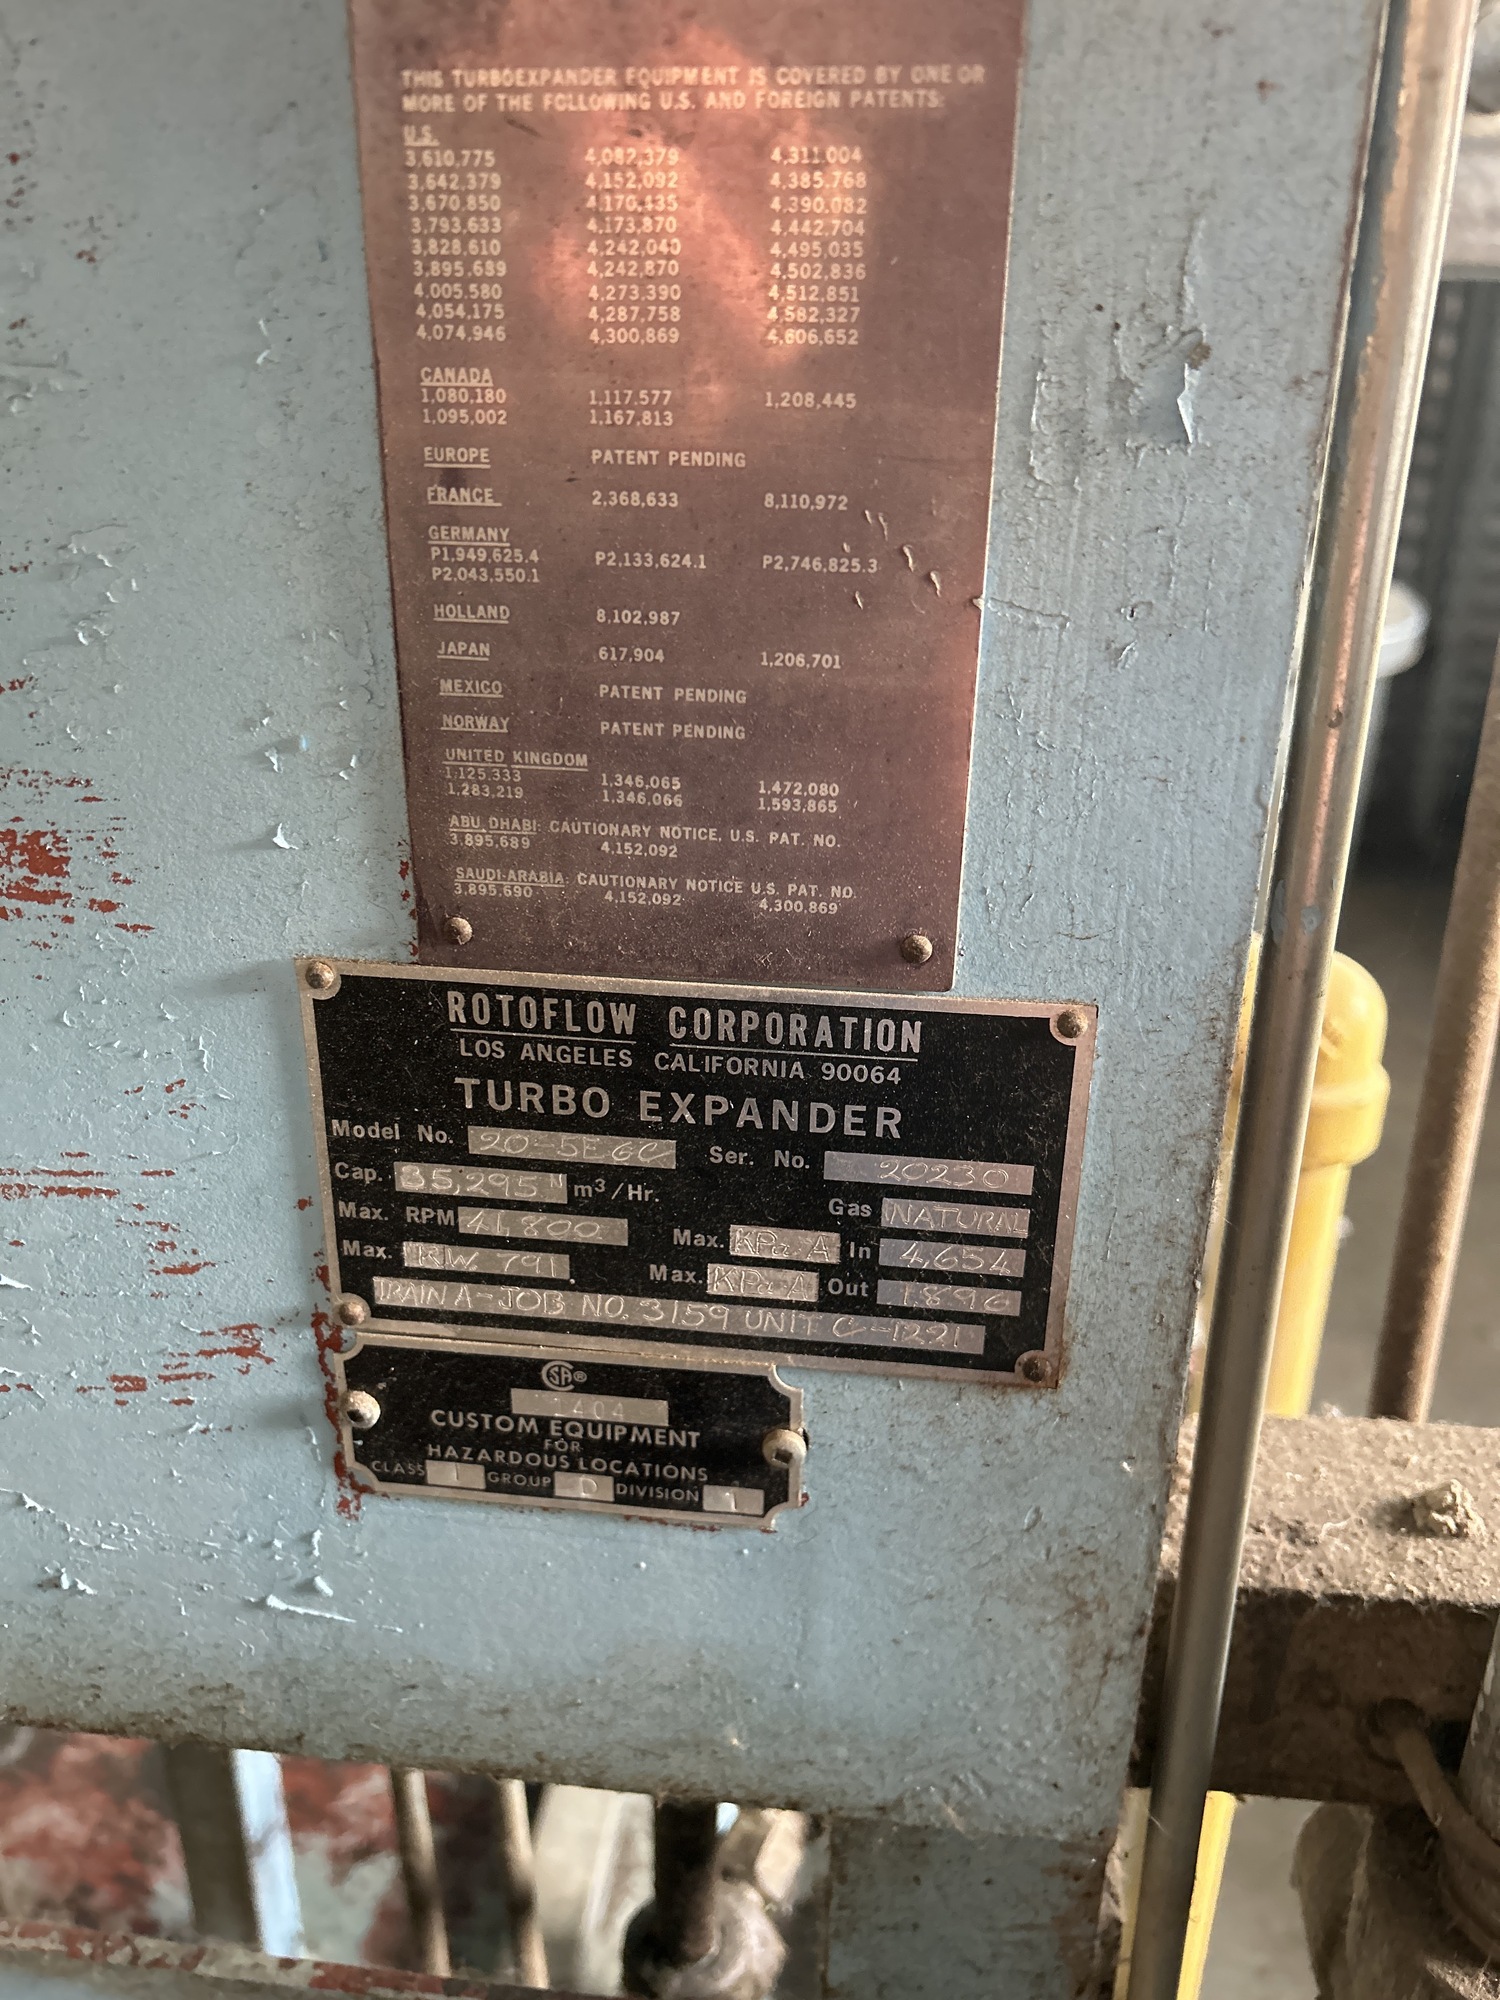 THIS TURBOEXPANDER EQUIPMENT IS COVERED BY ONE OR
MORE OF THE FOLLOWING U.S. AND FOREIGN PATENTS:
U.S.
3,610,775 4,082,379 4,311,004
3,642,379 4,152,092 4,385,768
3,670,850 4,170,435 4,390,082
3,793,633 4,173,870 4,442,704
3,828,610 4,242,040 4,495,035
3,895,689 4,242,870 4,502,836
4,005,580 4,273,390 4,512,851
4,054,175 4,287,758 4,582,327
4,074,946 4,300,869 4,606,652
CANADA
1,080,180 1,117,577 1,208,445
1,095,002 1,167,813
EUROPE PATENT PENDING
FRANCE 2,368,633 8,110,972
GERMANY
P1,949,625.4 P2,133,624.1 P2,746,825.3
P2,043,550.1
HOLLAND 8,102,987
JAPAN 617,904 1,206,701
MEXICO PATENT PENDING
NORWAY PATENT PENDING
UNITED KINGDOM
1,125,333 1,346,065 1,472,080
1,283,219 1,346,066 1,593,865
ABU DHABI: CAUTIONARY NOTICE, U.S. PAT. NO.
3,895,689 4,152,092
SAUDI-ARABIA: CAUTIONARY NOTICE U.S. PAT. NO.
3,895,690 4,152,092 4,300,869
ROTOFLOW CORPORATION
LOS ANGELES CALIFORNIA 90064
TURBO EXPANDER
Model No. 20-5E6C Ser. No. 20230
Cap. 35,295 N m³/Hr. Gas NATURAL
Max. RPM 41,800 Max. KPa-A In 4,654
Max. KW 791 Max. KPa-A Out 1896
TRAIN A-JOB NO. 3159 UNIT C-1221
CSA®
1404
CUSTOM EQUIPMENT
FOR
HAZARDOUS LOCATIONS
CLASS I GROUP D DIVISION 1